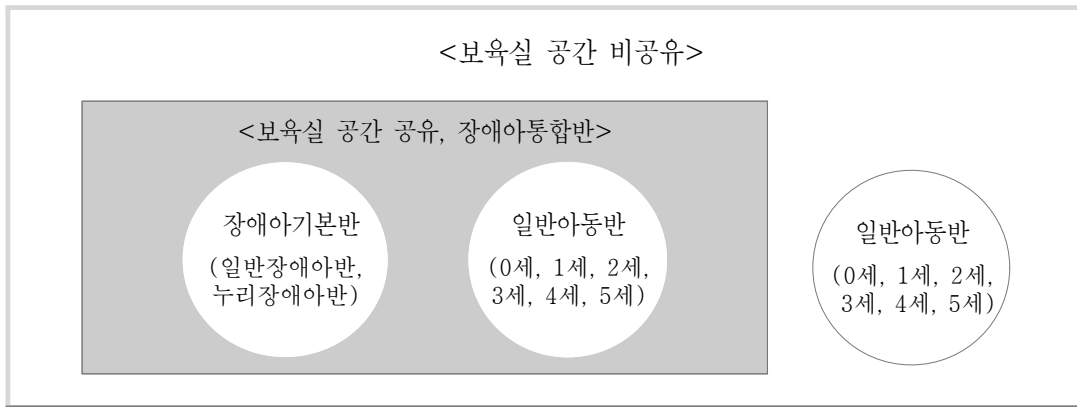 <보육실 공간 비공유>
<보육실 공간 공유, 장애아통합반>
장애아기본반
(일반장애아반,
누리장애아반)
일반아동반
(0세, 1세, 2세,
3세, 4세, 5세)
일반아동반
(0세, 1세, 2세,
3세, 4세, 5세)